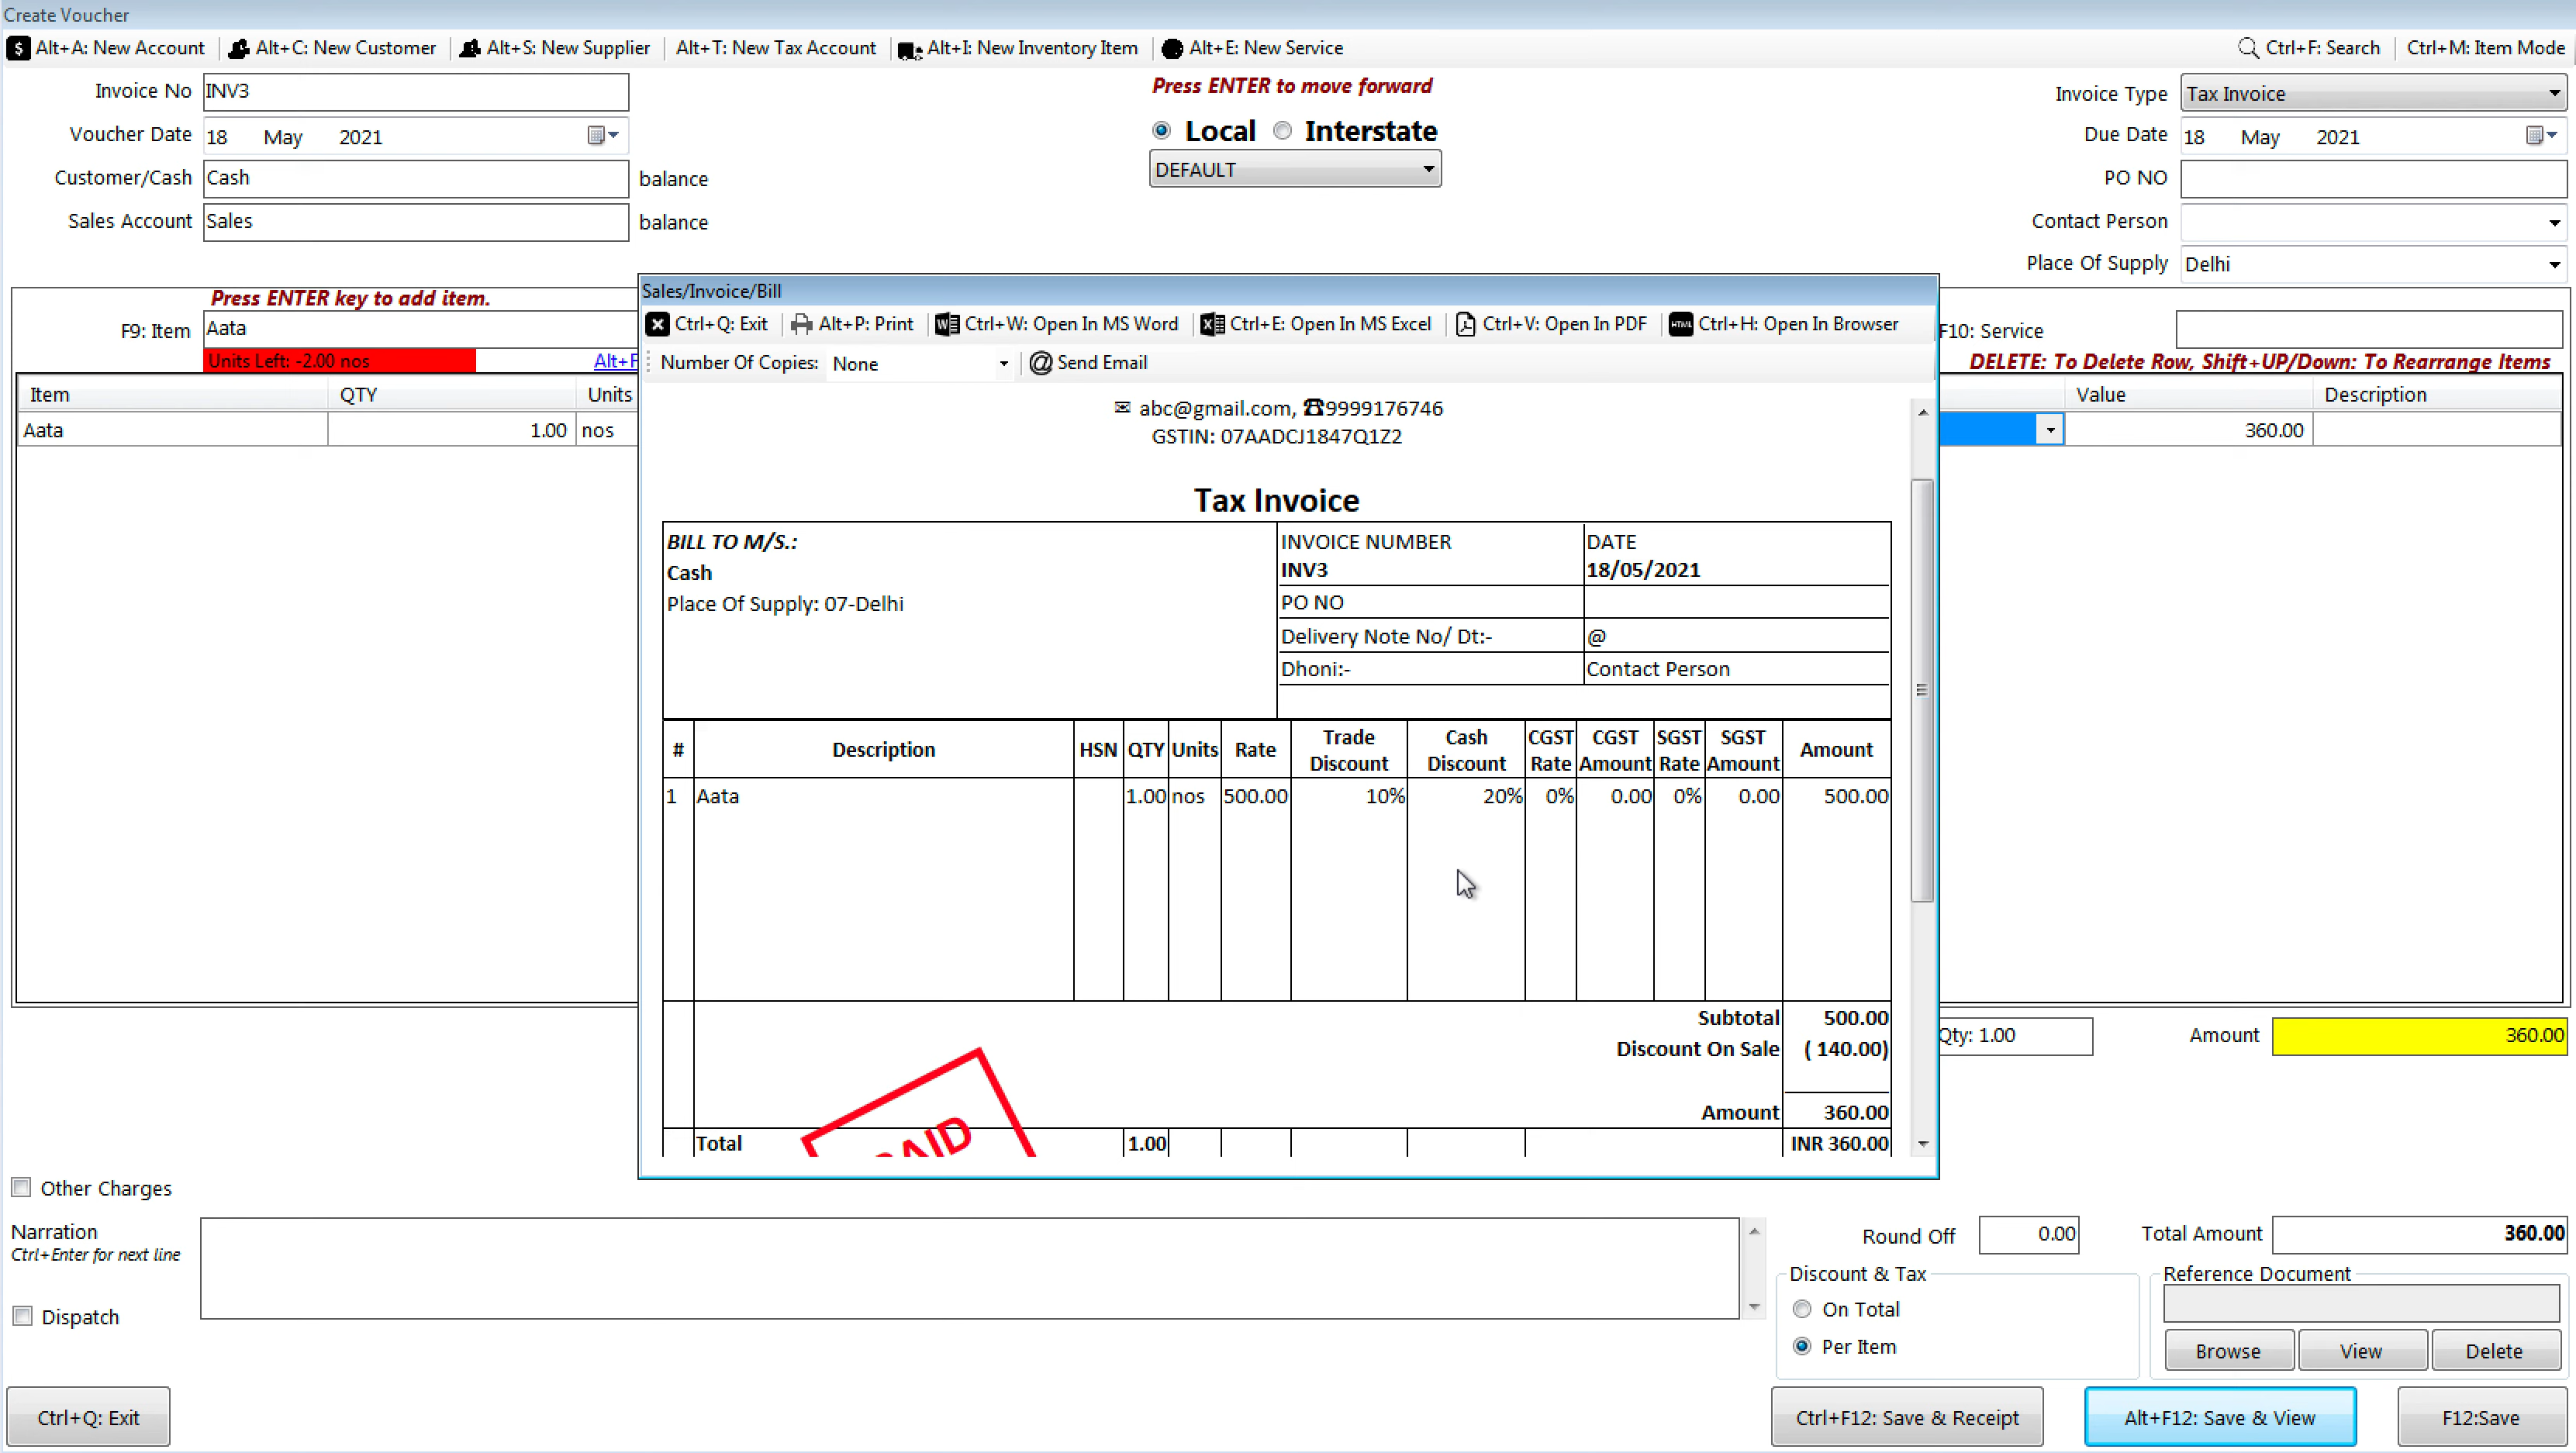 Create Voucher
Alt+A: New Account Alt+C: New Customer Alt+S: New Supplier Alt+T: New Tax Account Alt+I: New Inventory Item Alt+E: New Service Ctrl+F: Search Ctrl+M: Item Mode
Invoice No INV3
Voucher Date 18 May 2021
Customer/Cash Cash balance
Sales Account Sales balance
Press ENTER to move forward
Local Interstate
DEFAULT
Invoice Type Tax Invoice
Due Date 18 May 2021
PO NO
Contact Person
Place Of Supply Delhi
Press ENTER key to add item.
F9: Item Aata
Units Left: -2.00 nos Alt+F
F10: Service
DELETE: To Delete Row, Shift+UP/Down: To Rearrange Items
Item QTY Units Value Description
Aata 1.00 nos 360.00
Sales/Invoice/Bill
Ctrl+Q: Exit Alt+P: Print Ctrl+W: Open In MS Word Ctrl+E: Open In MS Excel Ctrl+V: Open In PDF HTML Ctrl+H: Open In Browser
Number Of Copies: None @ Send Email
✉ abc@gmail.com, ☎9999176746
GSTIN: 07AADCJ1847Q1Z2
Tax Invoice
BILL TO M/S.:
Cash
Place Of Supply: 07-Delhi
INVOICE NUMBER DATE
INV3 18/05/2021
PO NO
Delivery Note No/ Dt:- @
Dhoni:- Contact Person
# Description HSN QTY Units Rate Trade Discount Cash Discount CGST Rate CGST Amount SGST Rate SGST Amount Amount
1 Aata 1.00 nos 500.00 10% 20% 0% 0.00 0% 0.00 500.00
Subtotal 500.00
Discount On Sale ( 140.00)
Amount 360.00
Total 1.00 INR 360.00
PAID
Qty: 1.00 Amount 360.00
Other Charges
Narration
Ctrl+Enter for next line
Dispatch
Round Off 0.00 Total Amount 360.00
Discount & Tax
On Total
Per Item
Reference Document
Browse View Delete
Ctrl+Q: Exit Ctrl+F12: Save & Receipt Alt+F12: Save & View F12:Save